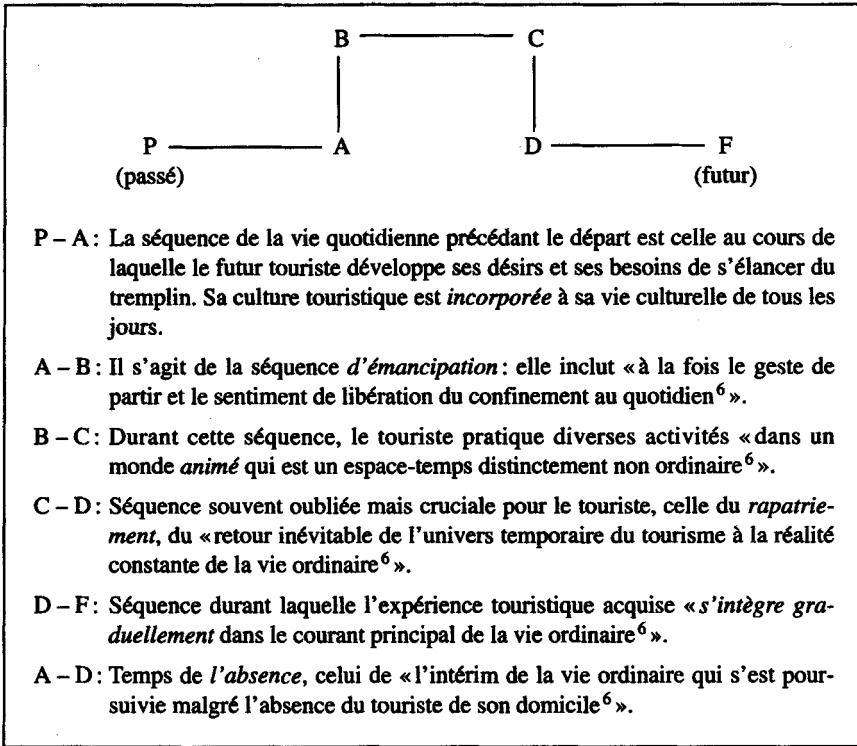 B C
P A D F
(passé) (futur)
P – A : La séquence de la vie quotidienne précédant le départ est celle au cours de
laquelle le futur touriste développe ses désirs et ses besoins de s'élancer du
tremplin. Sa culture touristique est incorporée à sa vie culturelle de tous les
jours.
A – B : Il s'agit de la séquence d'émancipation : elle inclut « à la fois le geste de
partir et le sentiment de libération du confinement au quotidien⁶ ».
B – C : Durant cette séquence, le touriste pratique diverses activités « dans un
monde animé qui est un espace-temps distinctement non ordinaire⁶ ».
C – D : Séquence souvent oubliée mais cruciale pour le touriste, celle du rapatrie-
ment, du « retour inévitable de l'univers temporaire du tourisme à la réalité
constante de la vie ordinaire⁶ ».
D – F : Séquence durant laquelle l'expérience touristique acquise « s'intègre gra-
duellement dans le courant principal de la vie ordinaire⁶ ».
A – D : Temps de l'absence, celui de « l'intérim de la vie ordinaire qui s'est pour-
suivie malgré l'absence du touriste de son domicile⁶ ».